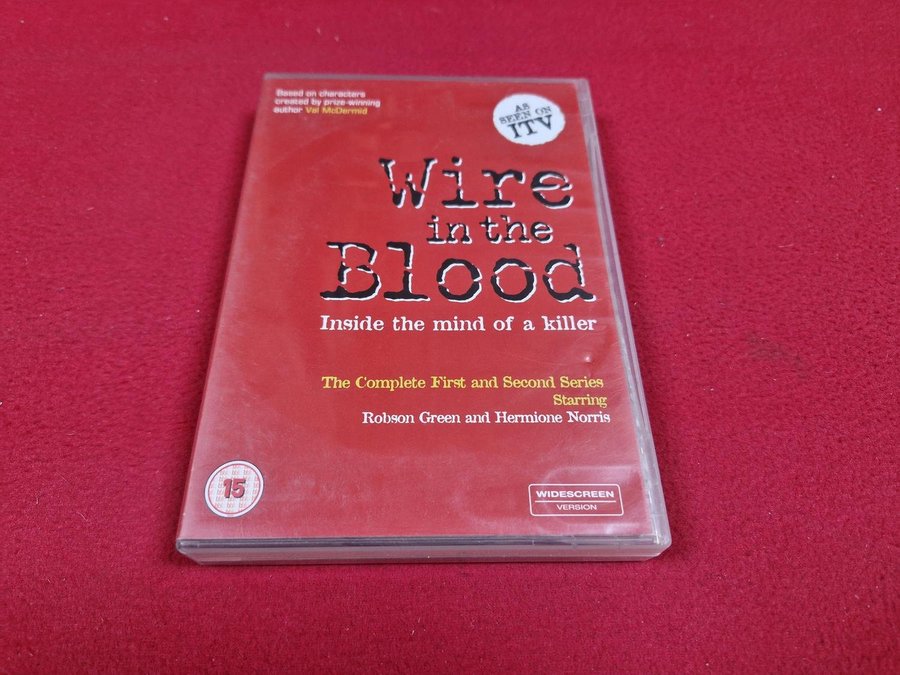 Based on characters
created by prize-winning
author Val McDermid
AS
SEEN ON
ITV
Wire
in the
Blood
Inside the mind of a killer
The Complete First and Second Series
Starring
Robson Green and Hermione Norris
15
WIDESCREEN
VERSION